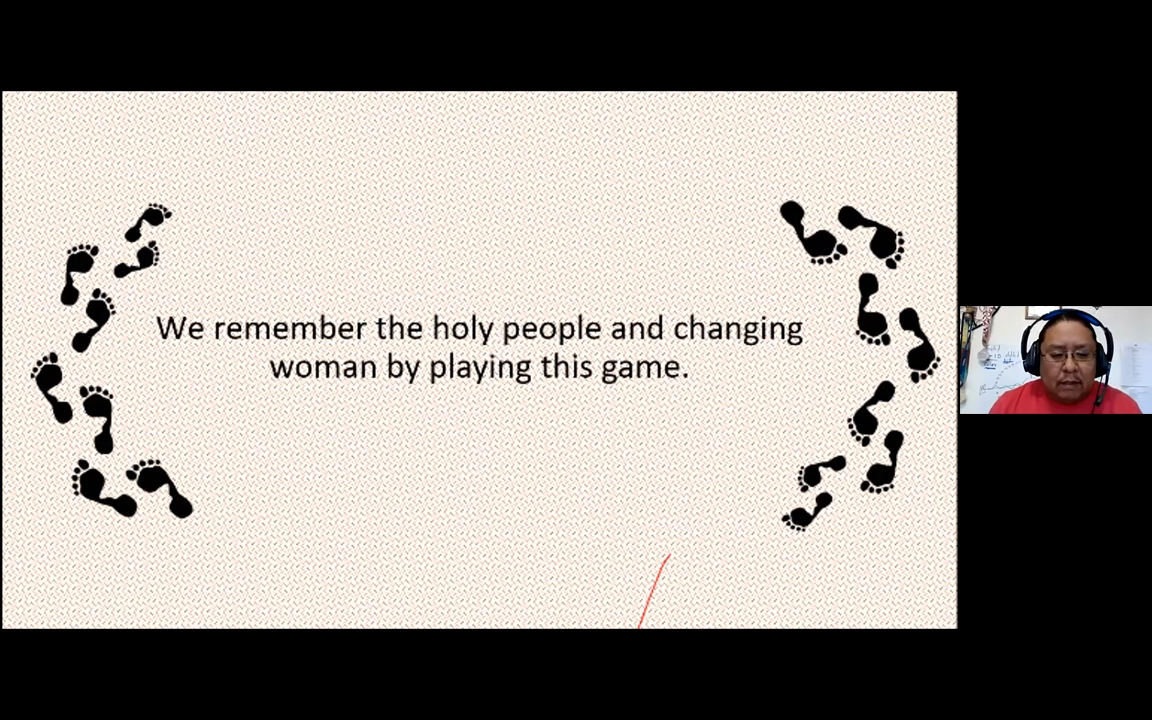 We remember the holy people and changing
woman by playing this game.